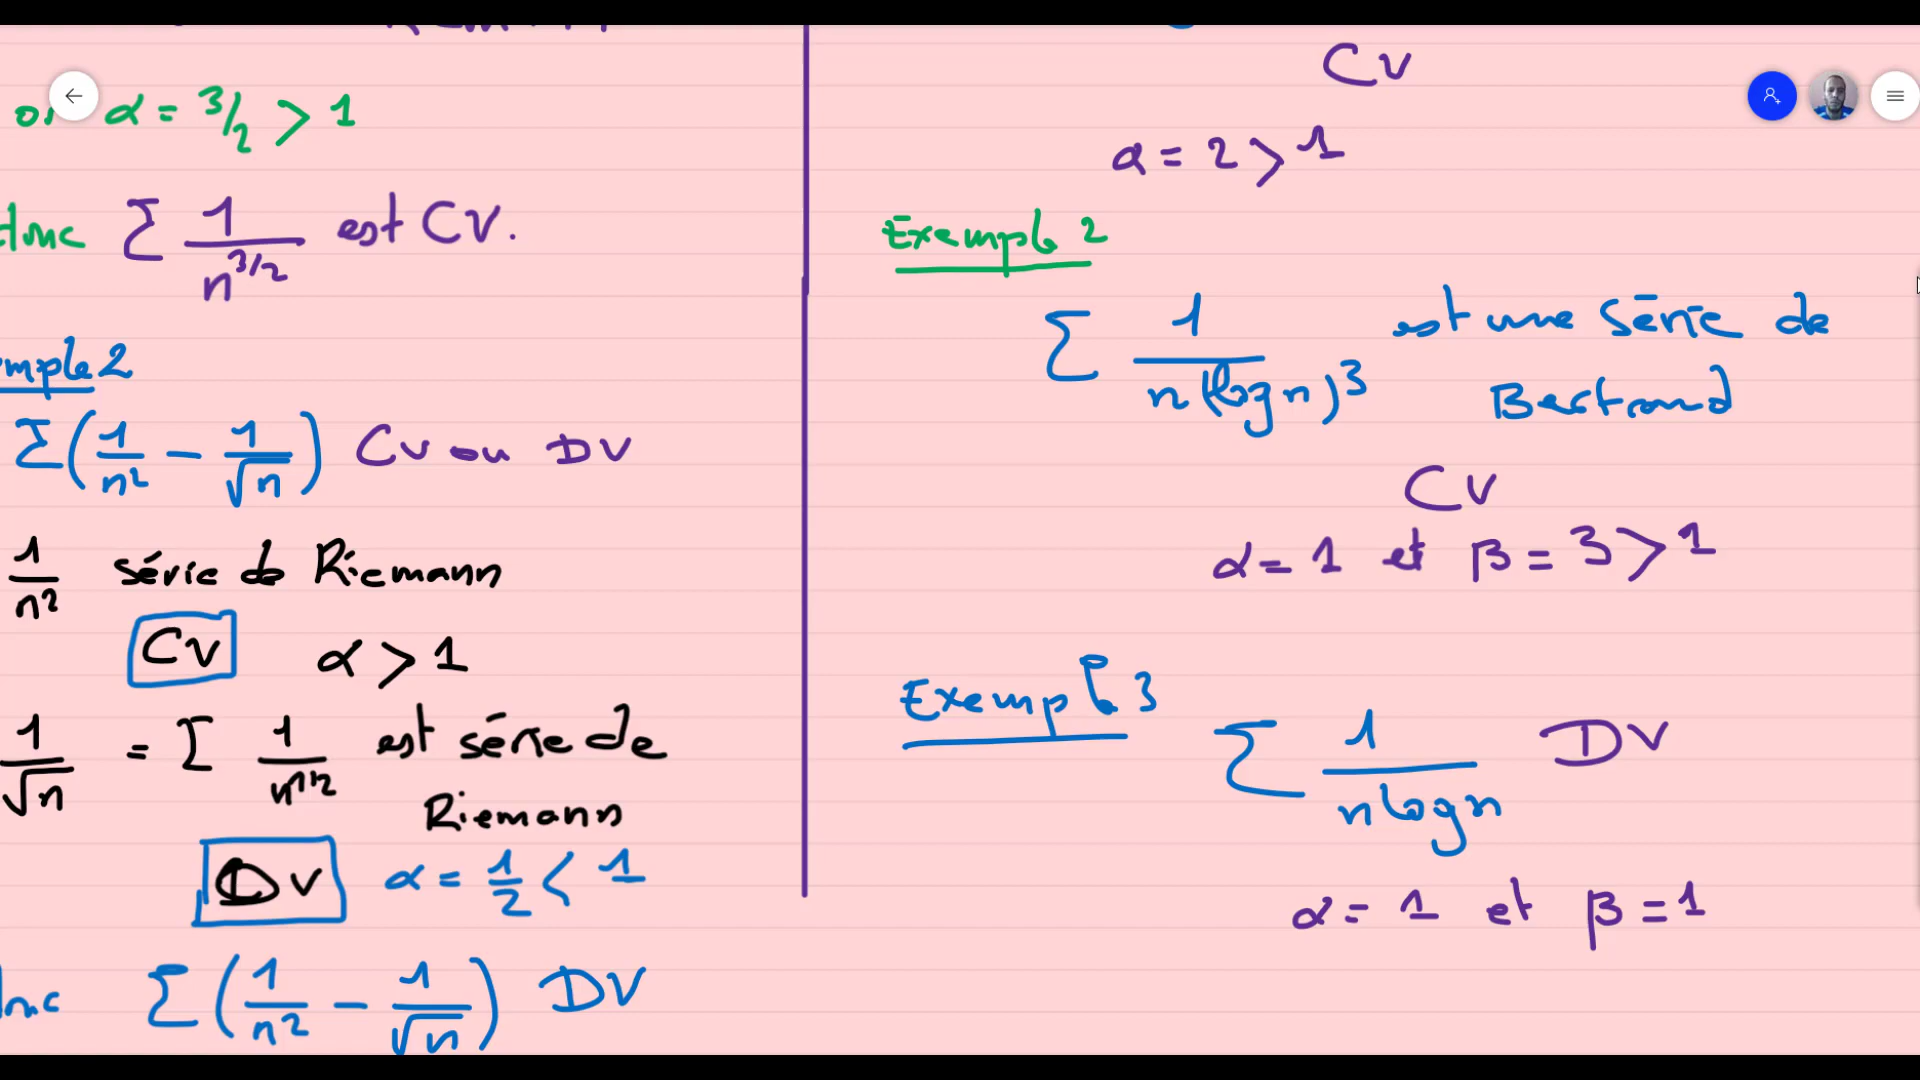 or α = 3/2 > 1
donc Σ 1/n^3/2 est CV.
Exemple 2
Σ(1/n² - 1/√n) CV ou DV
1/n² série de Riemann
CV α > 1
1/√n = Σ 1/n^1/2 est série de
Riemann
DV α = 1/2 < 1
donc Σ(1/n² - 1/√n) DV
CV
α = 2 > 1
Exemple 2
Σ 1/n(log n)³ est une série de
Bertrand
CV
α = 1 et β = 3 > 1
Exemple 3 Σ 1/n log n DV
α = 1 et β = 1